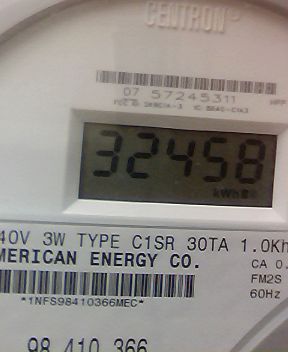 CENTRON®
07 57245311
32458
kWh
40V 3W TYPE C1SR 30TA 1.0Kh
MERICAN ENERGY CO.
CA 0.
FM2S
*1NFS98410366MEC*
60Hz
98 410 366